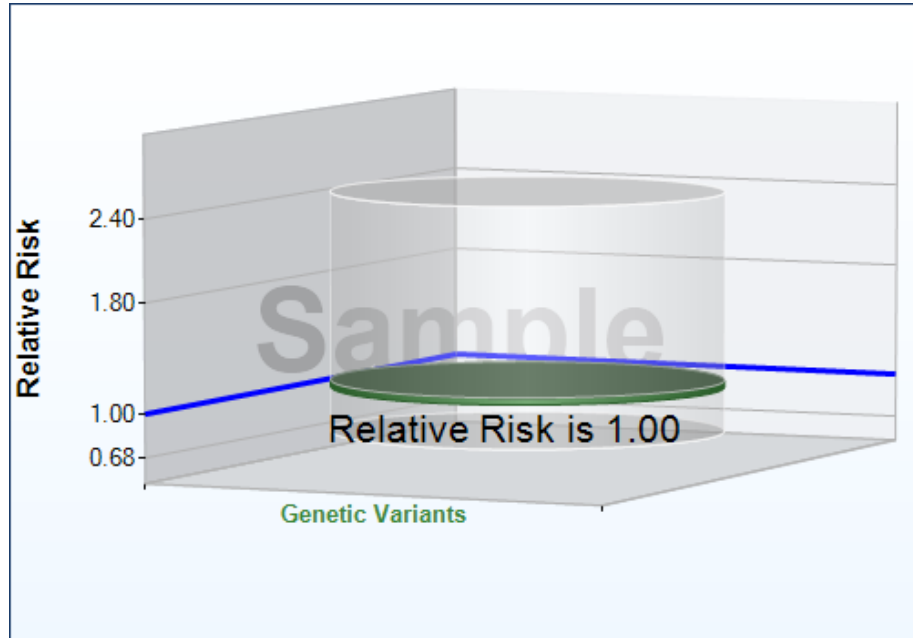 Relative Risk
2.40
1.80
1.00
0.68
Sample
Relative Risk is 1.00
Genetic Variants